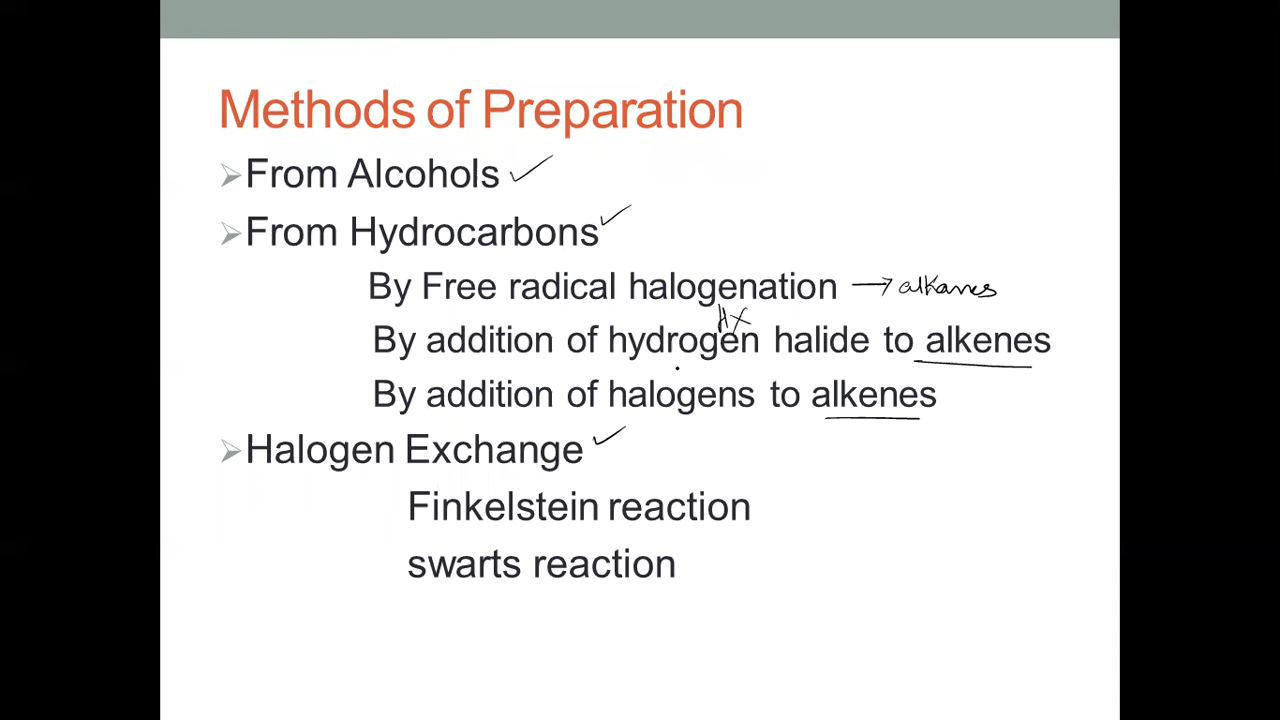 Methods of Preparation
From Alcohols
From Hydrocarbons
By Free radical halogenation → alkanes
HX
By addition of hydrogen halide to alkenes
By addition of halogens to alkenes
Halogen Exchange
Finkelstein reaction
swarts reaction